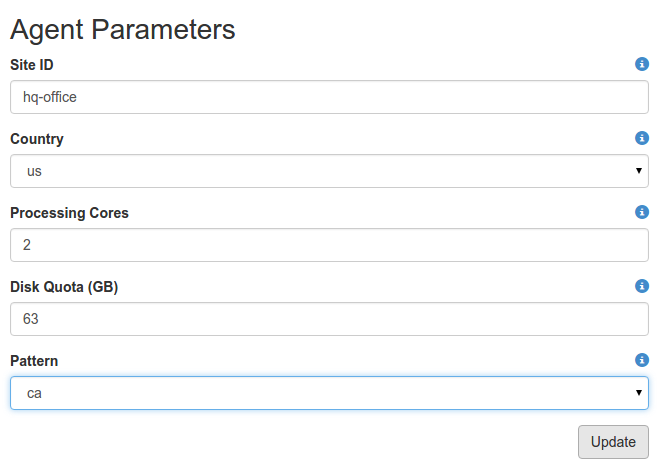 Agent Parameters
Site ID
hq-office
Country
us
Processing Cores
2
Disk Quota (GB)
63
Pattern
ca
Update